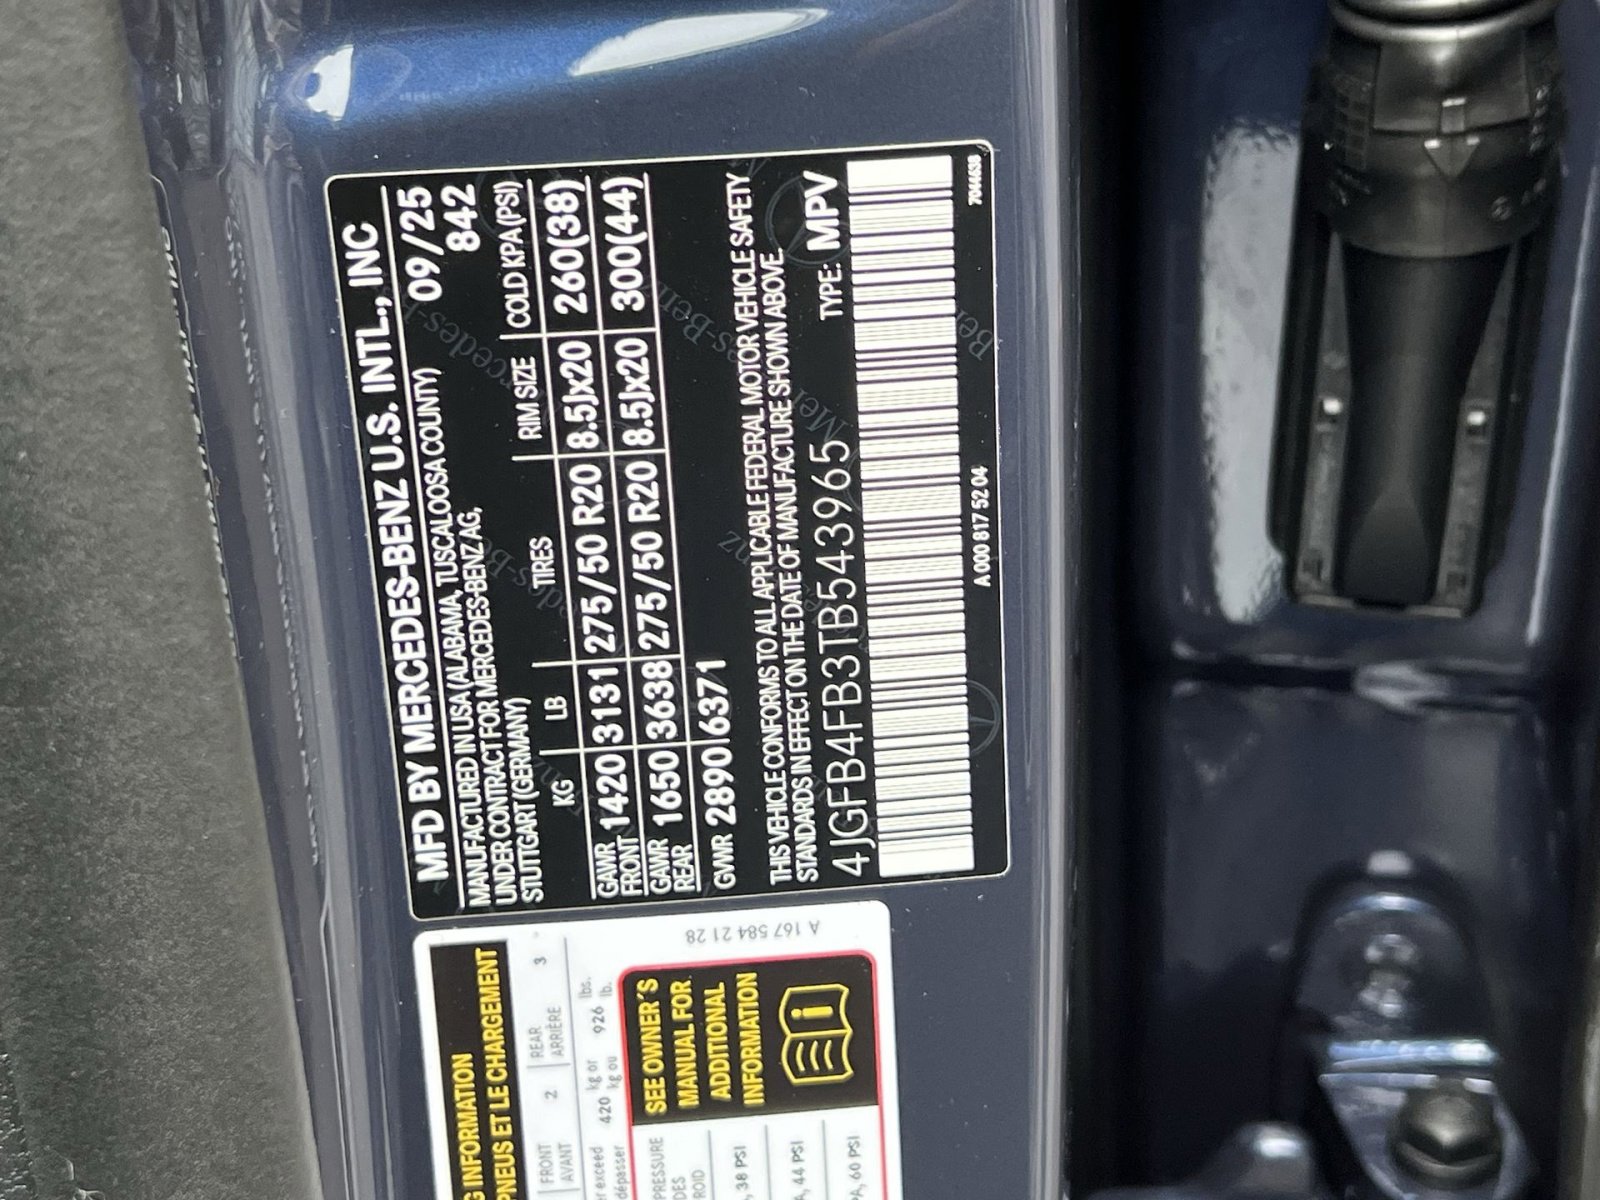 MFD BY MERCEDES-BENZ U.S. INTL., INC
MANUFACTURED IN USA (ALABAMA, TUSCALOOSA COUNTY) 09/25
UNDER CONTRACT FOR MERCEDES-BENZ AG, 842
STUTTGART (GERMANY)
KG LB TIRES RIM SIZE COLD KPA (PSI)
GAWR FRONT 1420 3131 275/50 R20 8.5Jx20 260(38)
GAWR REAR 1650 3638 275/50 R20 8.5Jx20 300(44)
GVWR 2890 6371
THIS VEHICLE CONFORMS TO ALL APPLICABLE FEDERAL MOTOR VEHICLE SAFETY
STANDARDS IN EFFECT ON THE DATE OF MANUFACTURE SHOWN ABOVE.
4JGFB4FB3TB543965 TYPE: MPV
A 000 817 52 04
7044638
INFORMATION
PNEUS ET LE CHARGEMENT
FRONT 2 REAR 3
AVANT ARRIÈRE
exceed 420 kg or 926 lbs.
dépasser kg ou lb.
PRESSURE
38 PSI
44 PSI
60 PSI
SEE OWNER'S
MANUAL FOR
ADDITIONAL
INFORMATION
A 167 584 21 28